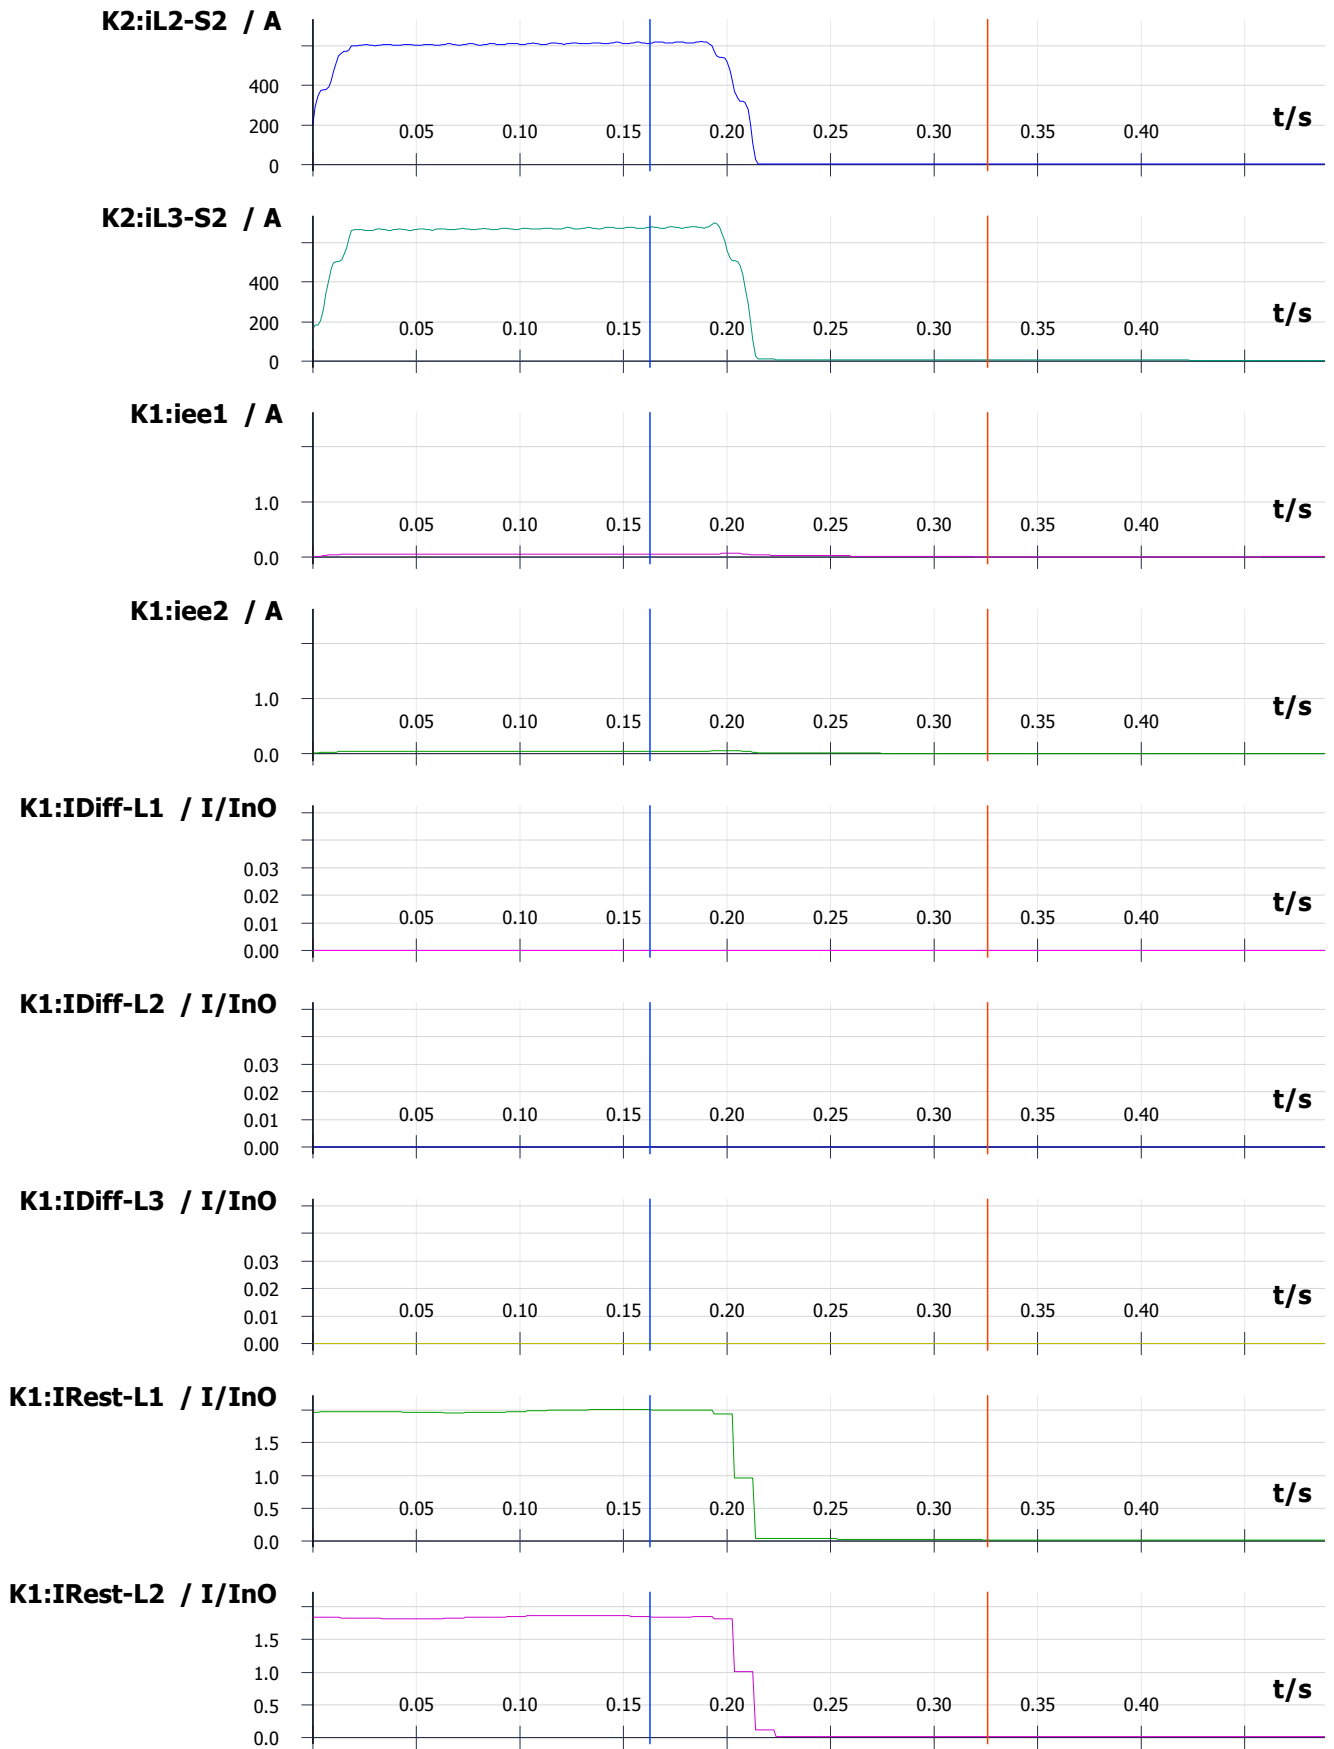 K2:iL2-S2 / A
400
200
0
0.05 0.10 0.15 0.20 0.25 0.30 0.35 0.40
t/s
K2:iL3-S2 / A
400
200
0
0.05 0.10 0.15 0.20 0.25 0.30 0.35 0.40
t/s
K1:iee1 / A
1.0
0.0
0.05 0.10 0.15 0.20 0.25 0.30 0.35 0.40
t/s
K1:iee2 / A
1.0
0.0
0.05 0.10 0.15 0.20 0.25 0.30 0.35 0.40
t/s
K1:IDiff-L1 / I/InO
0.03
0.02
0.01
0.00
0.05 0.10 0.15 0.20 0.25 0.30 0.35 0.40
t/s
K1:IDiff-L2 / I/InO
0.03
0.02
0.01
0.00
0.05 0.10 0.15 0.20 0.25 0.30 0.35 0.40
t/s
K1:IDiff-L3 / I/InO
0.03
0.02
0.01
0.00
0.05 0.10 0.15 0.20 0.25 0.30 0.35 0.40
t/s
K1:IRest-L1 / I/InO
1.5
1.0
0.5
0.0
0.05 0.10 0.15 0.20 0.25 0.30 0.35 0.40
t/s
K1:IRest-L2 / I/InO
1.5
1.0
0.5
0.0
0.05 0.10 0.15 0.20 0.25 0.30 0.35 0.40
t/s